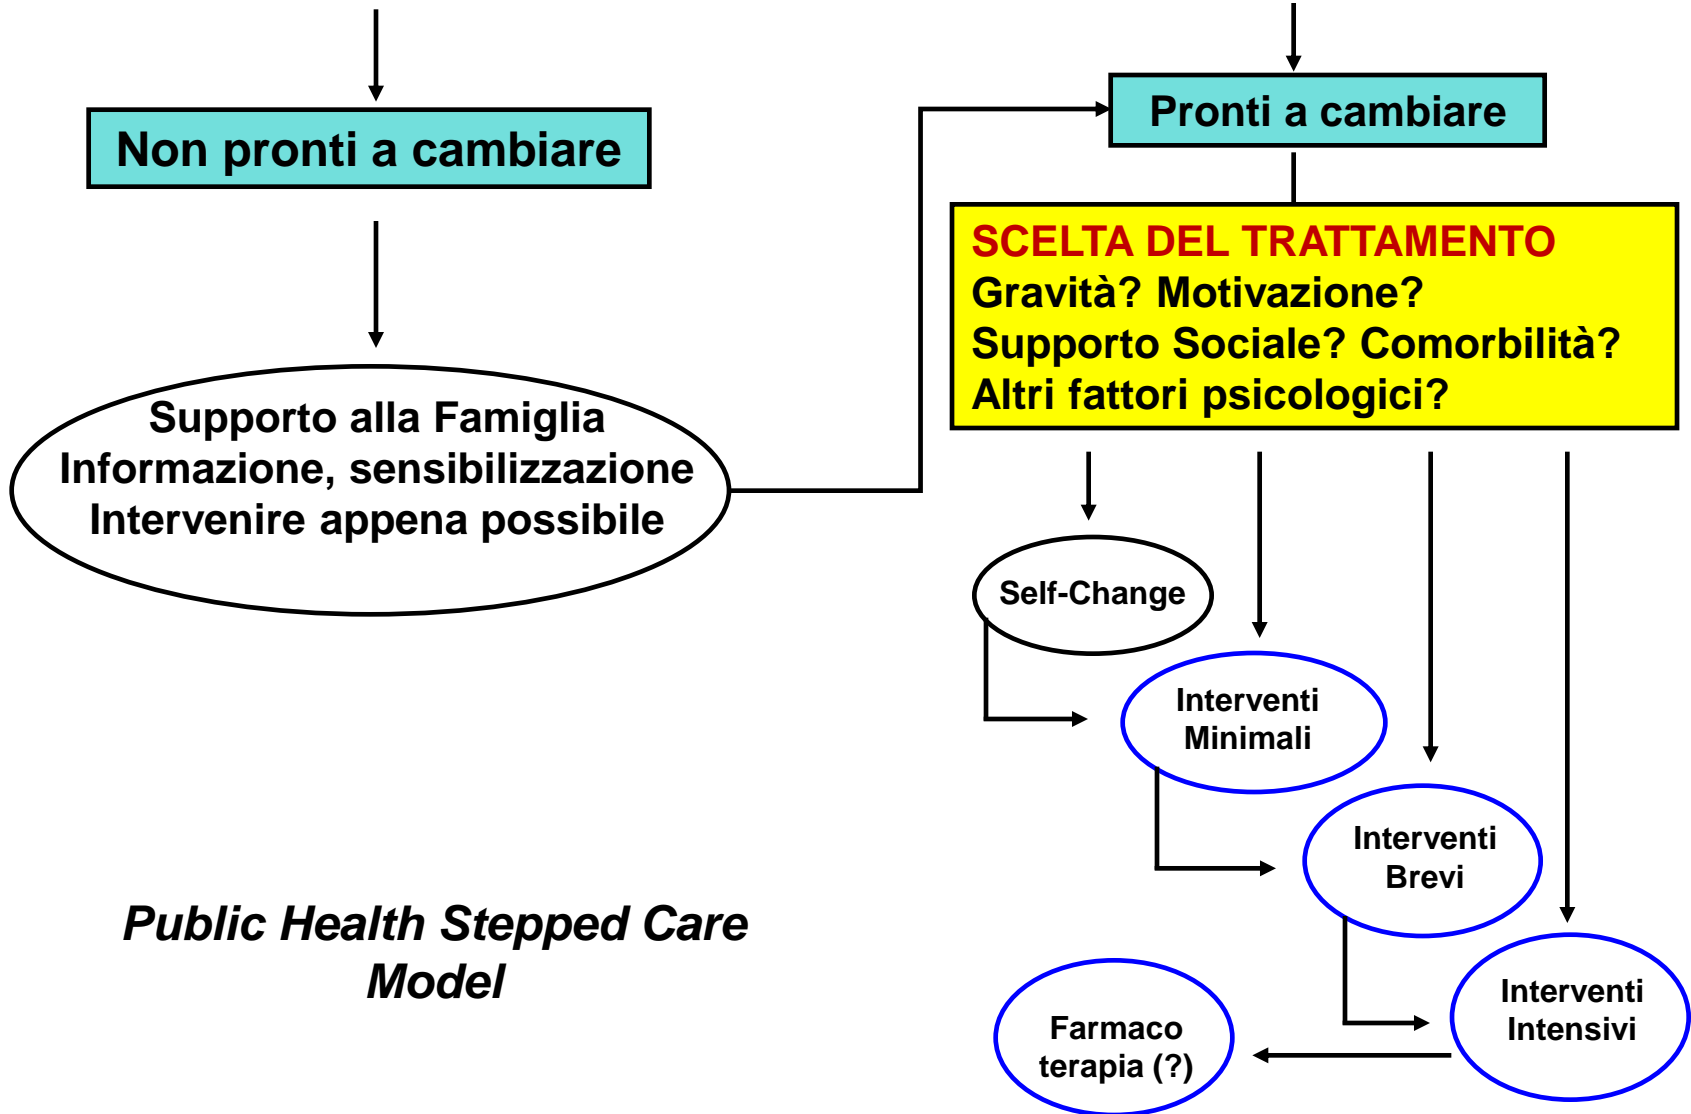 Non pronti a cambiare
Supporto alla Famiglia
Informazione, sensibilizzazione
Intervenire appena possibile
Public Health Stepped Care
Model
Pronti a cambiare
SCELTA DEL TRATTAMENTO
Gravità? Motivazione?
Supporto Sociale? Comorbilità?
Altri fattori psicologici?
Self-Change
Interventi
Minimali
Interventi
Brevi
Interventi
Intensivi
Farmaco
terapia (?)